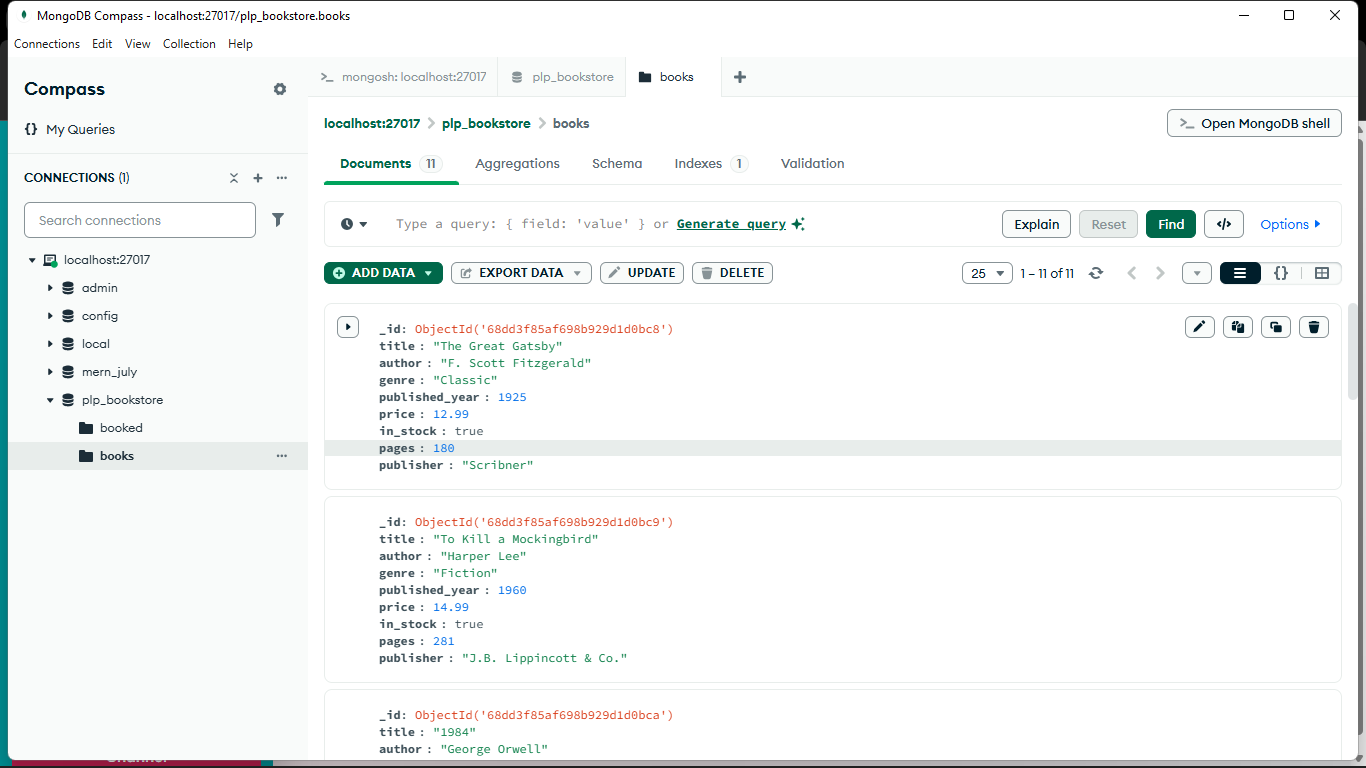 MongoDB Compass - localhost:27017/plp_bookstore.books
Connections Edit View Collection Help
Compass
{} My Queries
CONNECTIONS (1)
Search connections
localhost:27017
admin
config
local
mern_july
plp_bookstore
booked
books
>_ mongosh: localhost:27017 plp_bookstore books
localhost:27017 > plp_bookstore > books
>_ Open MongoDB shell
Documents 11 Aggregations Schema Indexes 1 Validation
Type a query: { field: 'value' } or Generate query
Explain Reset Find </> Options
ADD DATA EXPORT DATA UPDATE DELETE
25 1 – 11 of 11 {}
_id: ObjectId('68dd3f85af698b929d1d0bc8')
title : "The Great Gatsby"
author : "F. Scott Fitzgerald"
genre : "Classic"
published_year : 1925
price : 12.99
in_stock : true
pages : 180
publisher : "Scribner"
_id: ObjectId('68dd3f85af698b929d1d0bc9')
title : "To Kill a Mockingbird"
author : "Harper Lee"
genre : "Fiction"
published_year : 1960
price : 14.99
in_stock : true
pages : 281
publisher : "J.B. Lippincott & Co."
_id: ObjectId('68dd3f85af698b929d1d0bca')
title : "1984"
author : "George Orwell"